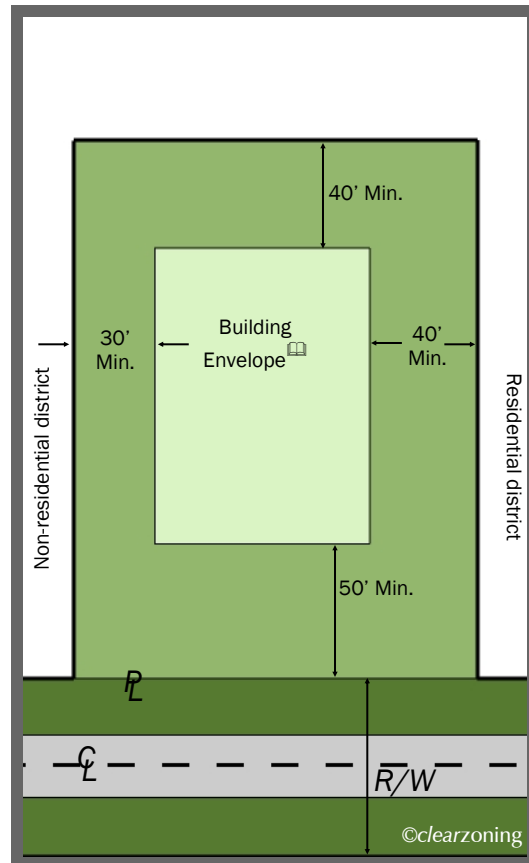 40' Min.
30'
Min.
Building
Envelope
40'
Min.
Non-residential district
Residential district
50' Min.
PL
CL
R/W
©clearzoning